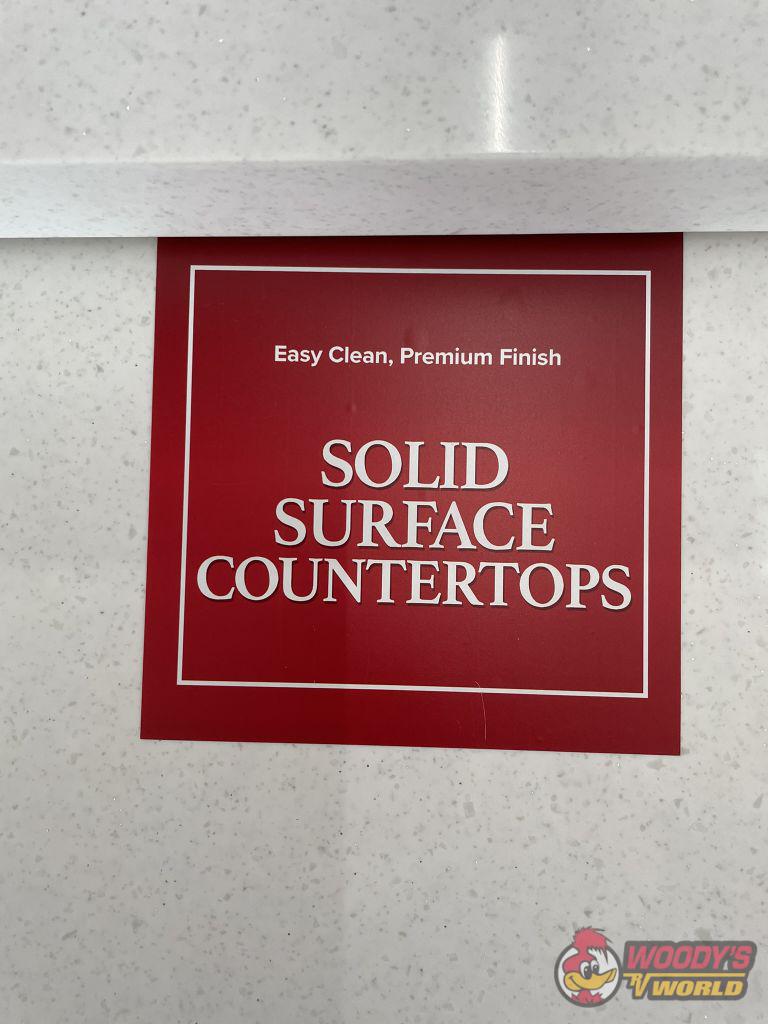 Easy Clean, Premium Finish
SOLID
SURFACE
COUNTERTOPS
WOODY'S
RV WORLD